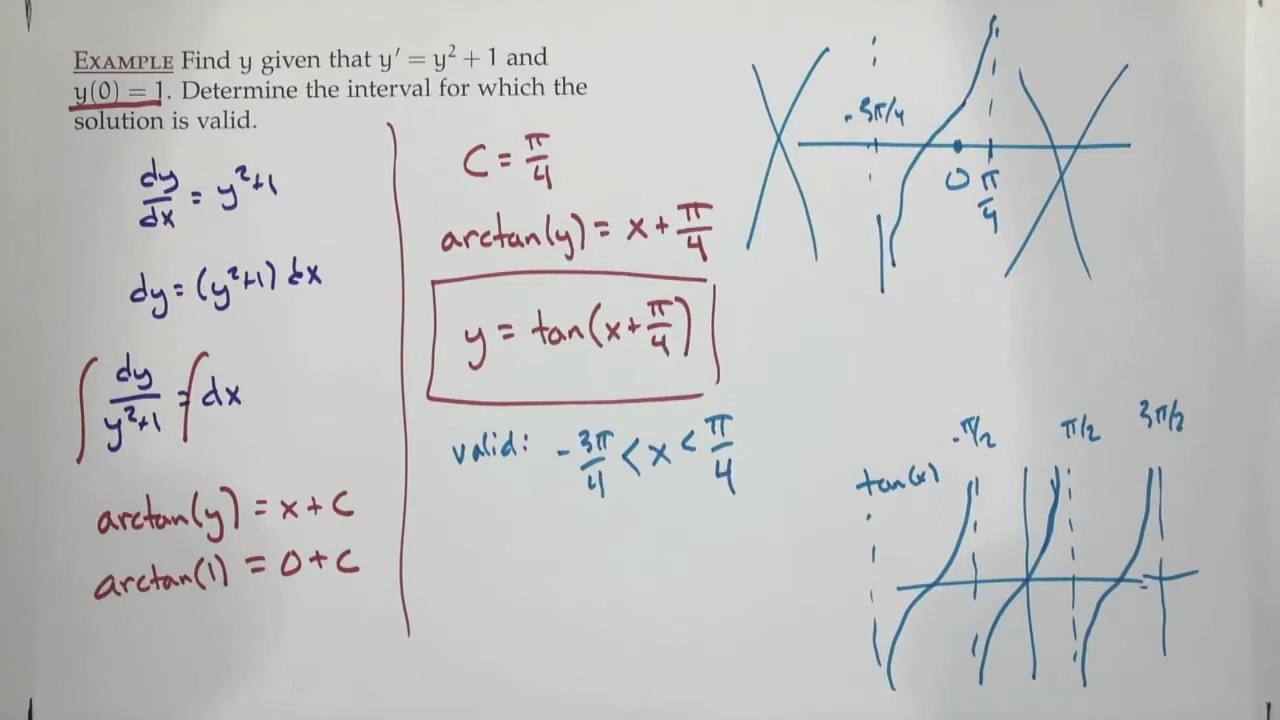 EXAMPLE Find y given that y′ = y² + 1 and
y(0) = 1. Determine the interval for which the
solution is valid.
dy/dx = y²+1
dy = (y²+1) dx
∫ dy/(y²+1) = ∫ dx
arctan(y) = x + C
arctan(1) = 0 + C
C = π/4
arctan(y) = x + π/4
y = tan(x + π/4)
valid: -3π/4 < x < π/4
-3π/4
0 π/4
-π/2 π/2 3π/2
tan(x)